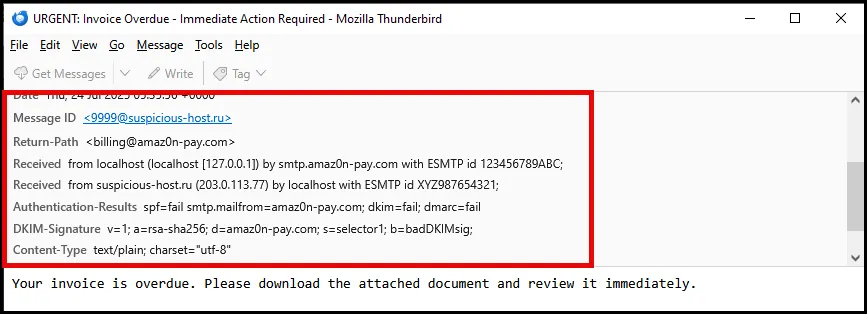 URGENT: Invoice Overdue - Immediate Action Required - Mozilla Thunderbird
File Edit View Go Message Tools Help
Get Messages Write Tag
Date Thu, 24 Jul 2025 +0000
Message ID <9999@suspicious-host.ru>
Return-Path <billing@amaz0n-pay.com>
Received from localhost (localhost [127.0.0.1]) by smtp.amaz0n-pay.com with ESMTP id 123456789ABC;
Received from suspicious-host.ru (203.0.113.77) by localhost with ESMTP id XYZ987654321;
Authentication-Results spf=fail smtp.mailfrom=amaz0n-pay.com; dkim=fail; dmarc=fail
DKIM-Signature v=1; a=rsa-sha256; d=amaz0n-pay.com; s=selector1; b=badDKIMsig;
Content-Type text/plain; charset="utf-8"
Your invoice is overdue. Please download the attached document and review it immediately.